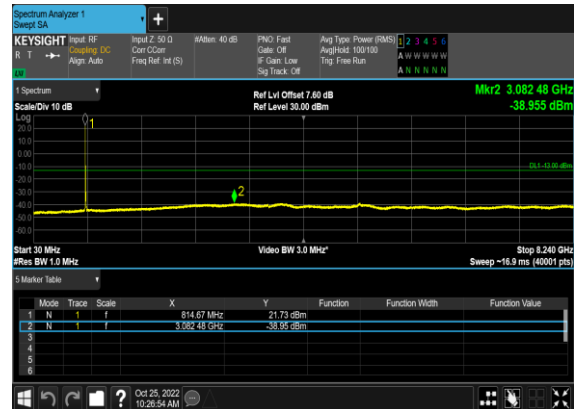 Spectrum Analyzer 1
Swept SA
+
KEYSIGHT Input: RF Input Z: 50 Ω #Atten: 40 dB PNO: Fast Avg Type: Power (RMS) 1 2 3 4 5 6
R T Coupling: DC Corr CCorr Gate: Off Avg|Hold: 100/100 A W W W W W
Align: Auto Freq Ref: Int (S) IF Gain: Low Trig: Free Run
Sig Track: Off A N N N N N
1 Spectrum Ref Lvl Offset 7.60 dB Mkr2 3.082 48 GHz
Scale/Div 10 dB Ref Level 30.00 dBm -38.955 dBm
Log
1
20.0
10.0
0.00
-10.0
DL1 -13.00 dBm
-20.0
-30.0
2
-40.0
-50.0
-60.0
Start 30 MHz Video BW 3.0 MHz* Stop 8.240 GHz
#Res BW 1.0 MHz Sweep ~16.9 ms (40001 pts)
5 Marker Table
Mode Trace Scale X Y Function Function Width Function Value
1 N 1 f 814.67 MHz 21.73 dBm
2 N 1 f 3.082 48 GHz -38.95 dBm
3
4
5
6
? Oct 25, 2022
10:26:54 AM